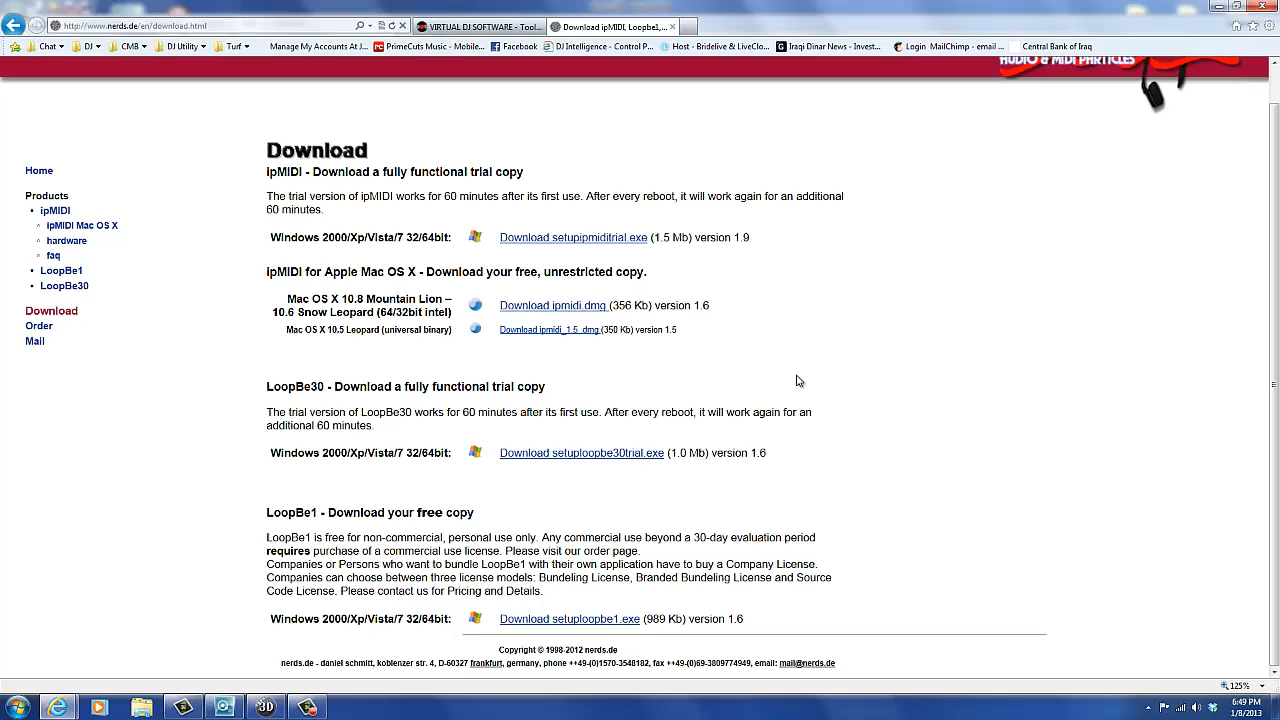 http://www.nerds.de/en/download.html
VIRTUAL DJ SOFTWARE - Tool...
Download ipMIDI, Loopbe1,...
Chat
DJ
CMB
DJ Utility
Turf
Manage My Accounts At J...
PrimeCuts Music - Mobile...
Facebook
DJ Intelligence - Control P...
Host - Bridelive & LiveClo...
Iraqi Dinar News - Invest...
Login MailChimp - email ...
Central Bank of Iraq
AUDIO & MIDI PARTICLES
Home
Products
• ipMIDI
ipMIDI Mac OS X
hardware
faq
• LoopBe1
• LoopBe30
Download
Order
Mail
Download
ipMIDI - Download a fully functional trial copy
The trial version of ipMIDI works for 60 minutes after its first use. After every reboot, it will work again for an additional
60 minutes.
Windows 2000/Xp/Vista/7 32/64bit: Download setupipmiditrial.exe (1.5 Mb) version 1.9
ipMIDI for Apple Mac OS X - Download your free, unrestricted copy.
Mac OS X 10.8 Mountain Lion –
10.6 Snow Leopard (64/32bit intel) Download ipmidi.dmg (356 Kb) version 1.6
Mac OS X 10.5 Leopard (universal binary) Download ipmidi_1.5 .dmg (350 Kb) version 1.5
LoopBe30 - Download a fully functional trial copy
The trial version of LoopBe30 works for 60 minutes after its first use. After every reboot, it will work again for an
additional 60 minutes.
Windows 2000/Xp/Vista/7 32/64bit: Download setuploopbe30trial.exe (1.0 Mb) version 1.6
LoopBe1 - Download your free copy
LoopBe1 is free for non-commercial, personal use only. Any commercial use beyond a 30-day evaluation period
requires purchase of a commercial use license. Please visit our order page.
Companies or Persons who want to bundle LoopBe1 with their own application have to buy a Company License.
Companies can choose between three license models: Bundeling License, Branded Bundeling License and Source
Code License. Please contact us for Pricing and Details.
Windows 2000/Xp/Vista/7 32/64bit: Download setuploopbe1.exe (989 Kb) version 1.6
Copyright © 1998-2012 nerds.de
nerds.de - daniel schmitt, koblenzer str. 4, D-60327 frankfurt, germany, phone ++49-(0)1570-3548182, fax ++49-(0)69-3809774949, email: mail@nerds.de
125%
3D
6:49 PM
1/8/2013